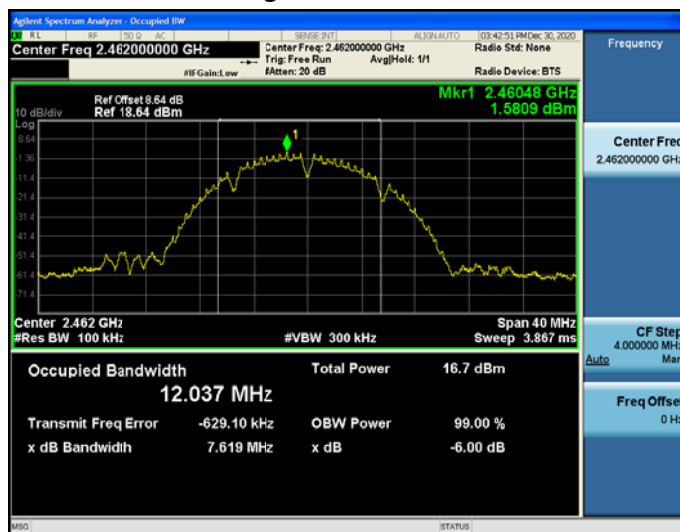 Agilent Spectrum Analyzer - Occupied BW
RL RF 50 Ω AC SENSE:INT ALIGNAUTO 03:42:51 PM Dec 30, 2020
Center Freq 2.462000000 GHz Center Freq: 2.462000000 GHz Radio Std: None Frequency
Trig: Free Run Avg|Hold: 1/1
#IFGain:Low #Atten: 20 dB Radio Device: BTS
Ref Offset 8.64 dB Mkr1 2.46048 GHz
10 dB/div Ref 18.64 dBm 1.5809 dBm
Log
8.64
1
-1.36
-11.4
-21.4
-31.4
-41.4
-51.4
-61.4
-71.4
Center Freq
2.462000000 GHz
Center 2.462 GHz Span 40 MHz
#Res BW 100 kHz #VBW 300 kHz Sweep 3.867 ms
CF Step
4.000000 MHz
Auto Man
Occupied Bandwidth Total Power 16.7 dBm
12.037 MHz
Transmit Freq Error -629.10 kHz OBW Power 99.00 %
x dB Bandwidth 7.619 MHz x dB -6.00 dB
Freq Offset
0 Hz
MSG STATUS